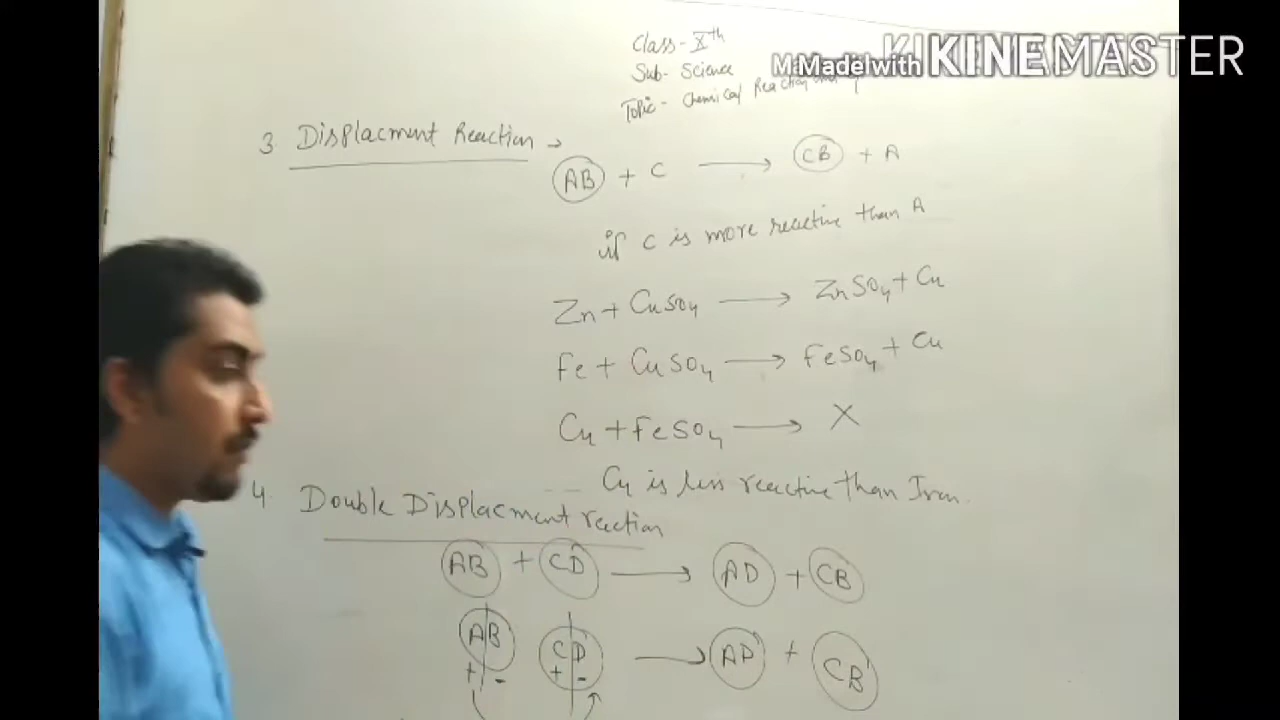 Class- Xth
Sub- Science
Topic- Chemical Reaction
Made with KINEMASTER
3 Displacment Reaction →
AB + C → CB + A
if C is more reactive than A
Zn + CuSO4 → ZnSO4 + Cu
Fe + CuSO4 → FeSO4 + Cu
Cu + FeSO4 → X
Cu is less reactive than Iron.
4 Double Displacment reaction
AB + CD → AD + CB
AB CD → AD + CB
+ - + -